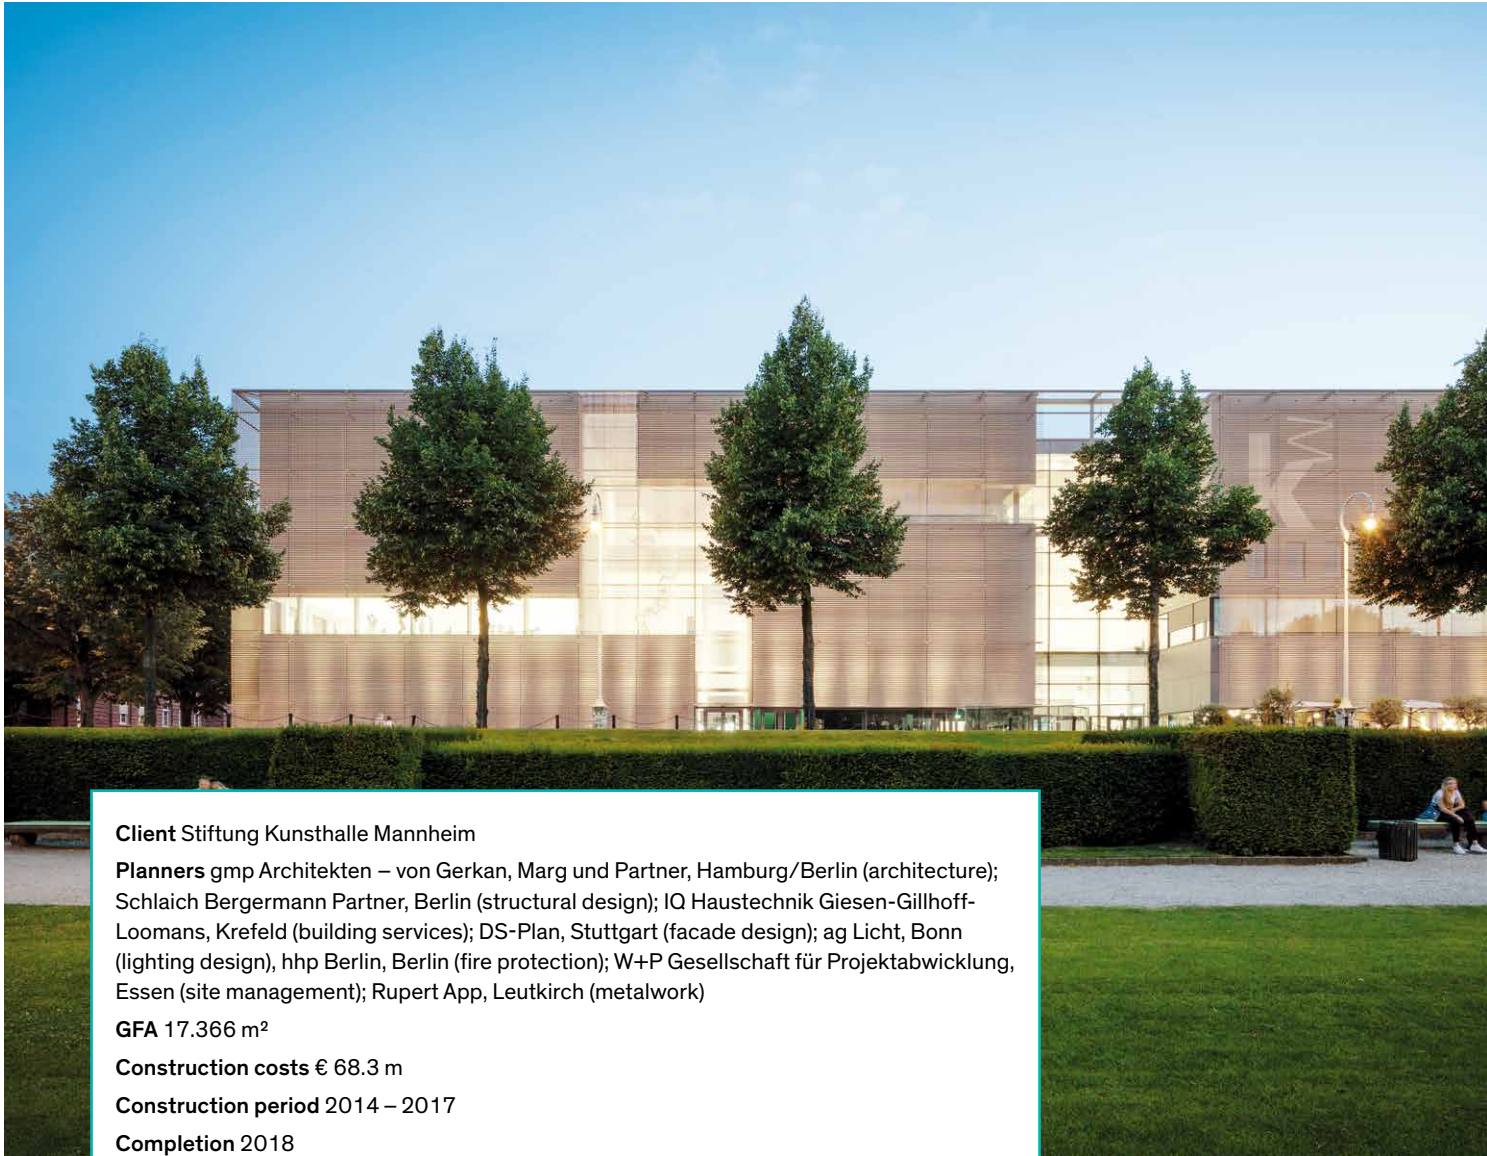 k
Client Stiftung Kunsthalle Mannheim
Planners gmp Architekten – von Gerkan, Marg und Partner, Hamburg/Berlin (architecture);
Schlaich Bergermann Partner, Berlin (structural design); IQ Haustechnik Giesen-Gillhoff-
Loomans, Krefeld (building services); DS-Plan, Stuttgart (facade design); ag Licht, Bonn
(lighting design), hhp Berlin, Berlin (fire protection); W+P Gesellschaft für Projektabwicklung,
Essen (site management); Rupert App, Leutkirch (metalwork)
GFA 17.366 m²
Construction costs € 68.3 m
Construction period 2014 – 2017
Completion 2018